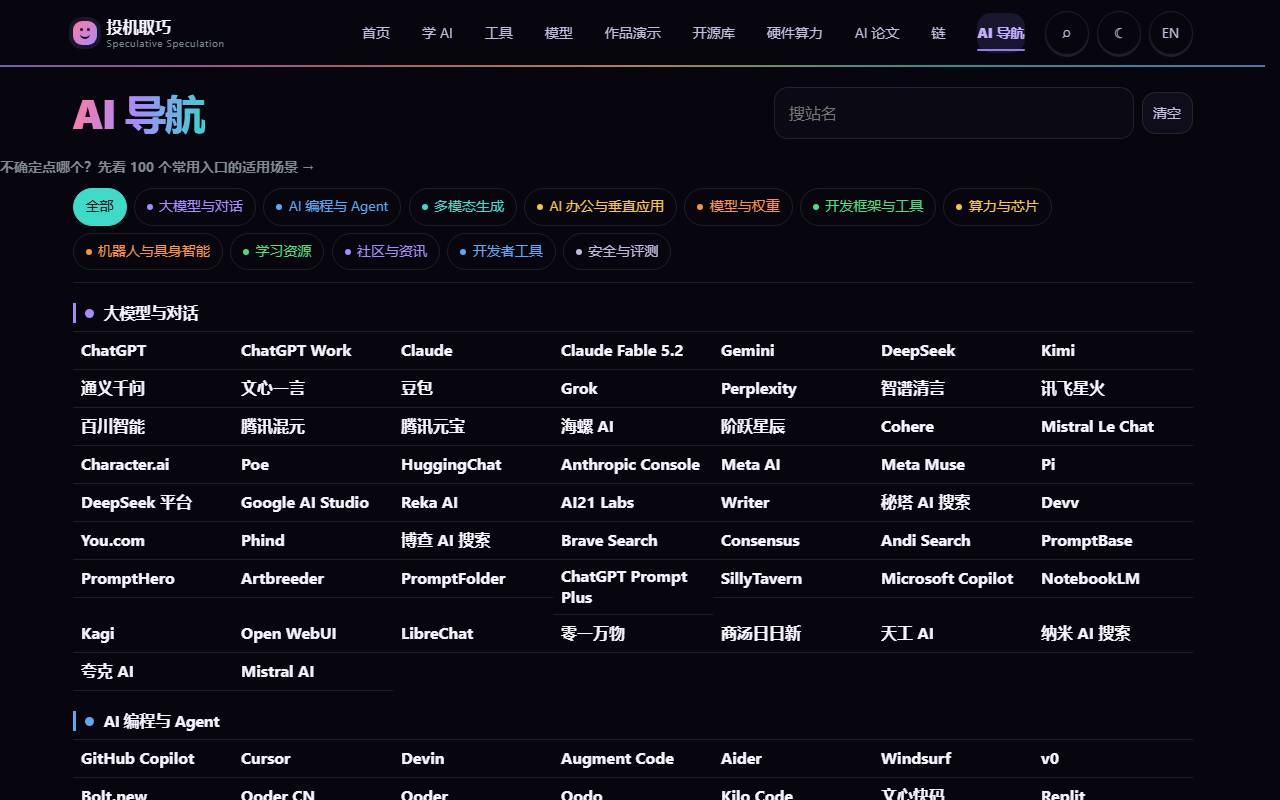 投机取巧
Speculative Speculation
首页 学 AI 工具 模型 作品演示 开源库 硬件算力 AI 论文 链 AI 导航 EN
AI 导航
搜站名 清空
不确定点哪个？先看 100 个常用入口的适用场景 →
全部 大模型与对话 AI 编程与 Agent 多模态生成 AI 办公与垂直应用 模型与权重 开发框架与工具 算力与芯片
机器人与具身智能 学习资源 社区与资讯 开发者工具 安全与评测
大模型与对话
ChatGPT ChatGPT Work Claude Claude Fable 5.2 Gemini DeepSeek Kimi
通义千问 文心一言 豆包 Grok Perplexity 智谱清言 讯飞星火
百川智能 腾讯混元 腾讯元宝 海螺 AI 阶跃星辰 Cohere Mistral Le Chat
Character.ai Poe HuggingChat Anthropic Console Meta AI Meta Muse Pi
DeepSeek 平台 Google AI Studio Reka AI AI21 Labs Writer 秘塔 AI 搜索 Devv
You.com Phind 博查 AI 搜索 Brave Search Consensus Andi Search PromptBase
PromptHero Artbreeder PromptFolder ChatGPT Prompt Plus SillyTavern Microsoft Copilot NotebookLM
Kagi Open WebUI LibreChat 零一万物 商汤日日新 天工 AI 纳米 AI 搜索
夸克 AI Mistral AI
AI 编程与 Agent
GitHub Copilot Cursor Devin Augment Code Aider Windsurf v0
Bolt.new Qoder CN Qoder Qodo Kilo Code 文心快码 Replit